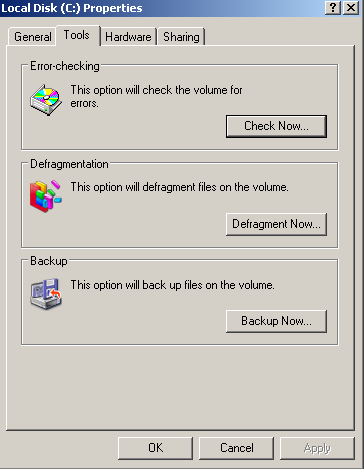 Local Disk (C:) Properties
General Tools Hardware Sharing
Error-checking
This option will check the volume for
errors.
Check Now...
Defragmentation
This option will defragment files on the volume.
Defragment Now...
Backup
This option will back up files on the volume.
Backup Now...
OK Cancel Apply